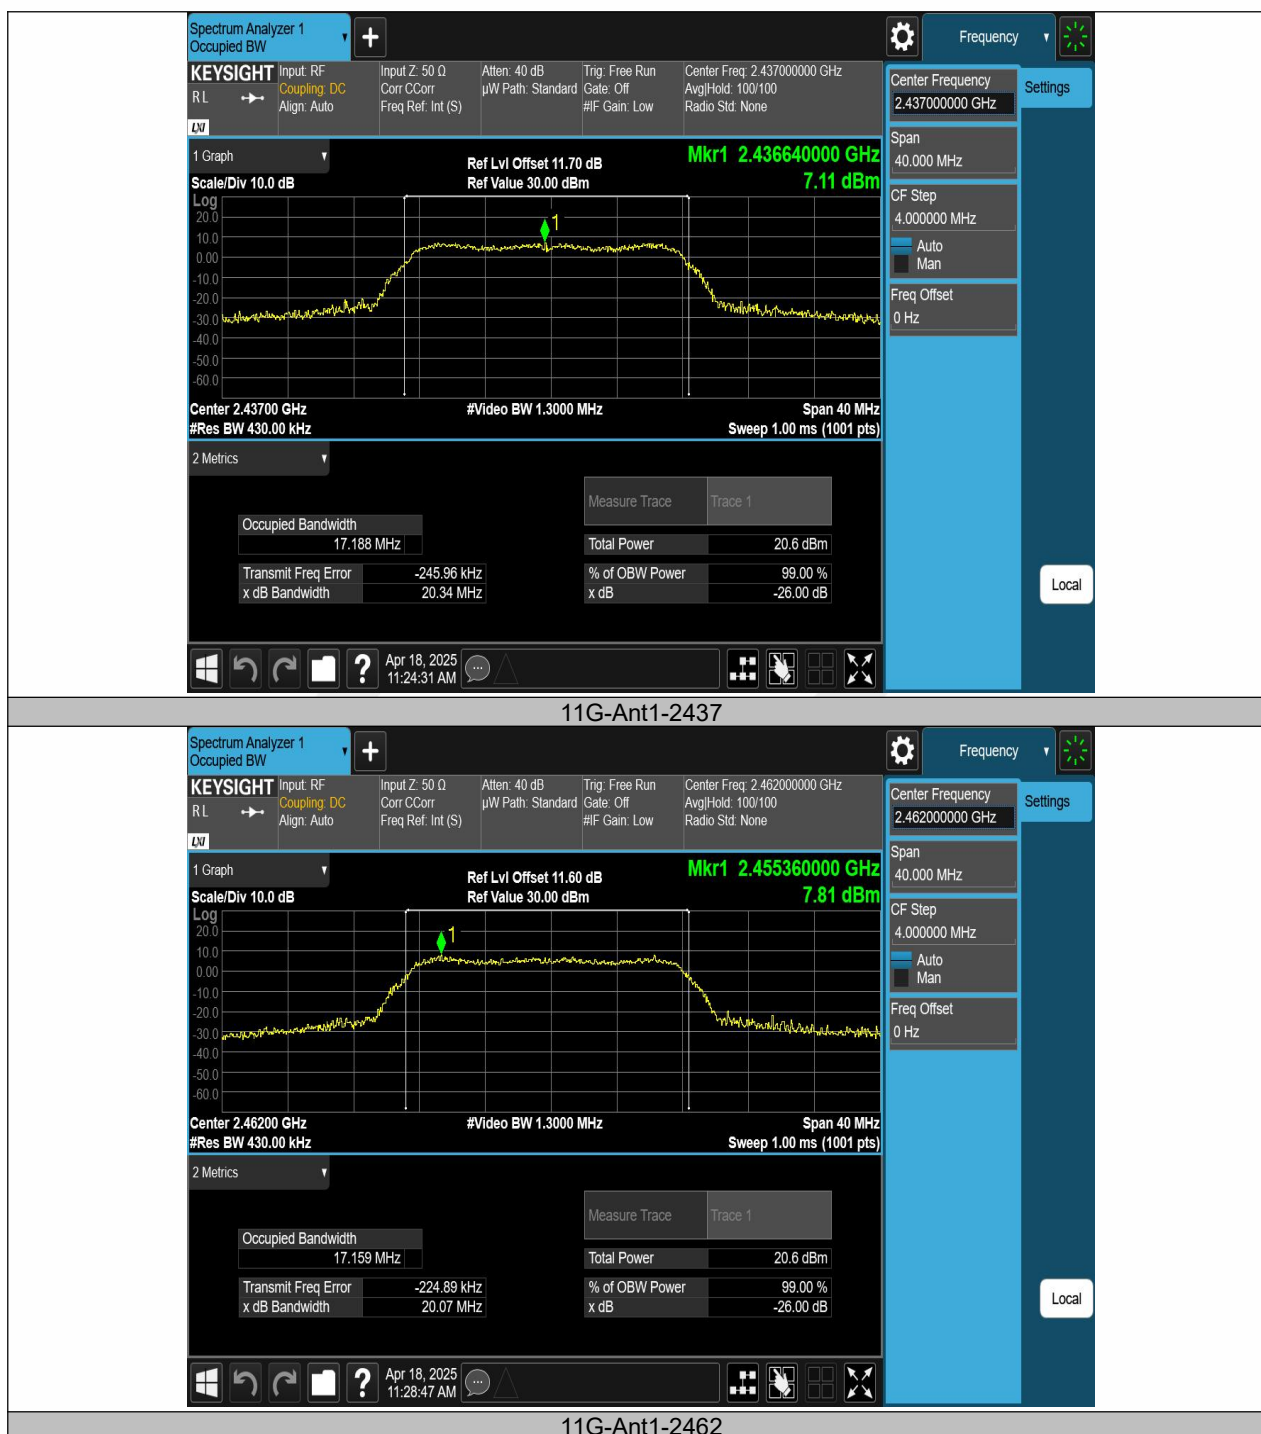 Spectrum Analyzer 1
Occupied BW
+
Frequency
KEYSIGHT
RL
LXI
Input: RF
Coupling: DC
Align: Auto
Input Z: 50 Ω
Corr CCorr
Freq Ref: Int (S)
Atten: 40 dB
µW Path: Standard
Trig: Free Run
Gate: Off
#IF Gain: Low
Center Freq: 2.437000000 GHz
Avg|Hold: 100/100
Radio Std: None
Center Frequency
2.437000000 GHz
Settings
Span
40.000 MHz
CF Step
4.000000 MHz
Auto
Man
Freq Offset
0 Hz
Local
1 Graph
Scale/Div 10.0 dB
Ref Lvl Offset 11.70 dB
Ref Value 30.00 dBm
Mkr1 2.436640000 GHz
7.11 dBm
Log
20.0
10.0
0.00
-10.0
-20.0
-30.0
-40.0
-50.0
-60.0
1
Center 2.43700 GHz
#Video BW 1.3000 MHz
Span 40 MHz
#Res BW 430.00 kHz
Sweep 1.00 ms (1001 pts)
2 Metrics
Measure Trace
Trace 1
Occupied Bandwidth
17.188 MHz
Total Power
20.6 dBm
Transmit Freq Error
-245.96 kHz
% of OBW Power
99.00 %
x dB Bandwidth
20.34 MHz
x dB
-26.00 dB
?
Apr 18, 2025
11:24:31 AM
11G-Ant1-2437
Spectrum Analyzer 1
Occupied BW
+
Frequency
KEYSIGHT
RL
LXI
Input: RF
Coupling: DC
Align: Auto
Input Z: 50 Ω
Corr CCorr
Freq Ref: Int (S)
Atten: 40 dB
µW Path: Standard
Trig: Free Run
Gate: Off
#IF Gain: Low
Center Freq: 2.462000000 GHz
Avg|Hold: 100/100
Radio Std: None
Center Frequency
2.462000000 GHz
Settings
Span
40.000 MHz
CF Step
4.000000 MHz
Auto
Man
Freq Offset
0 Hz
Local
1 Graph
Scale/Div 10.0 dB
Ref Lvl Offset 11.60 dB
Ref Value 30.00 dBm
Mkr1 2.455360000 GHz
7.81 dBm
Log
20.0
10.0
0.00
-10.0
-20.0
-30.0
-40.0
-50.0
-60.0
1
Center 2.46200 GHz
#Video BW 1.3000 MHz
Span 40 MHz
#Res BW 430.00 kHz
Sweep 1.00 ms (1001 pts)
2 Metrics
Measure Trace
Trace 1
Occupied Bandwidth
17.159 MHz
Total Power
20.6 dBm
Transmit Freq Error
-224.89 kHz
% of OBW Power
99.00 %
x dB Bandwidth
20.07 MHz
x dB
-26.00 dB
?
Apr 18, 2025
11:28:47 AM
11G-Ant1-2462